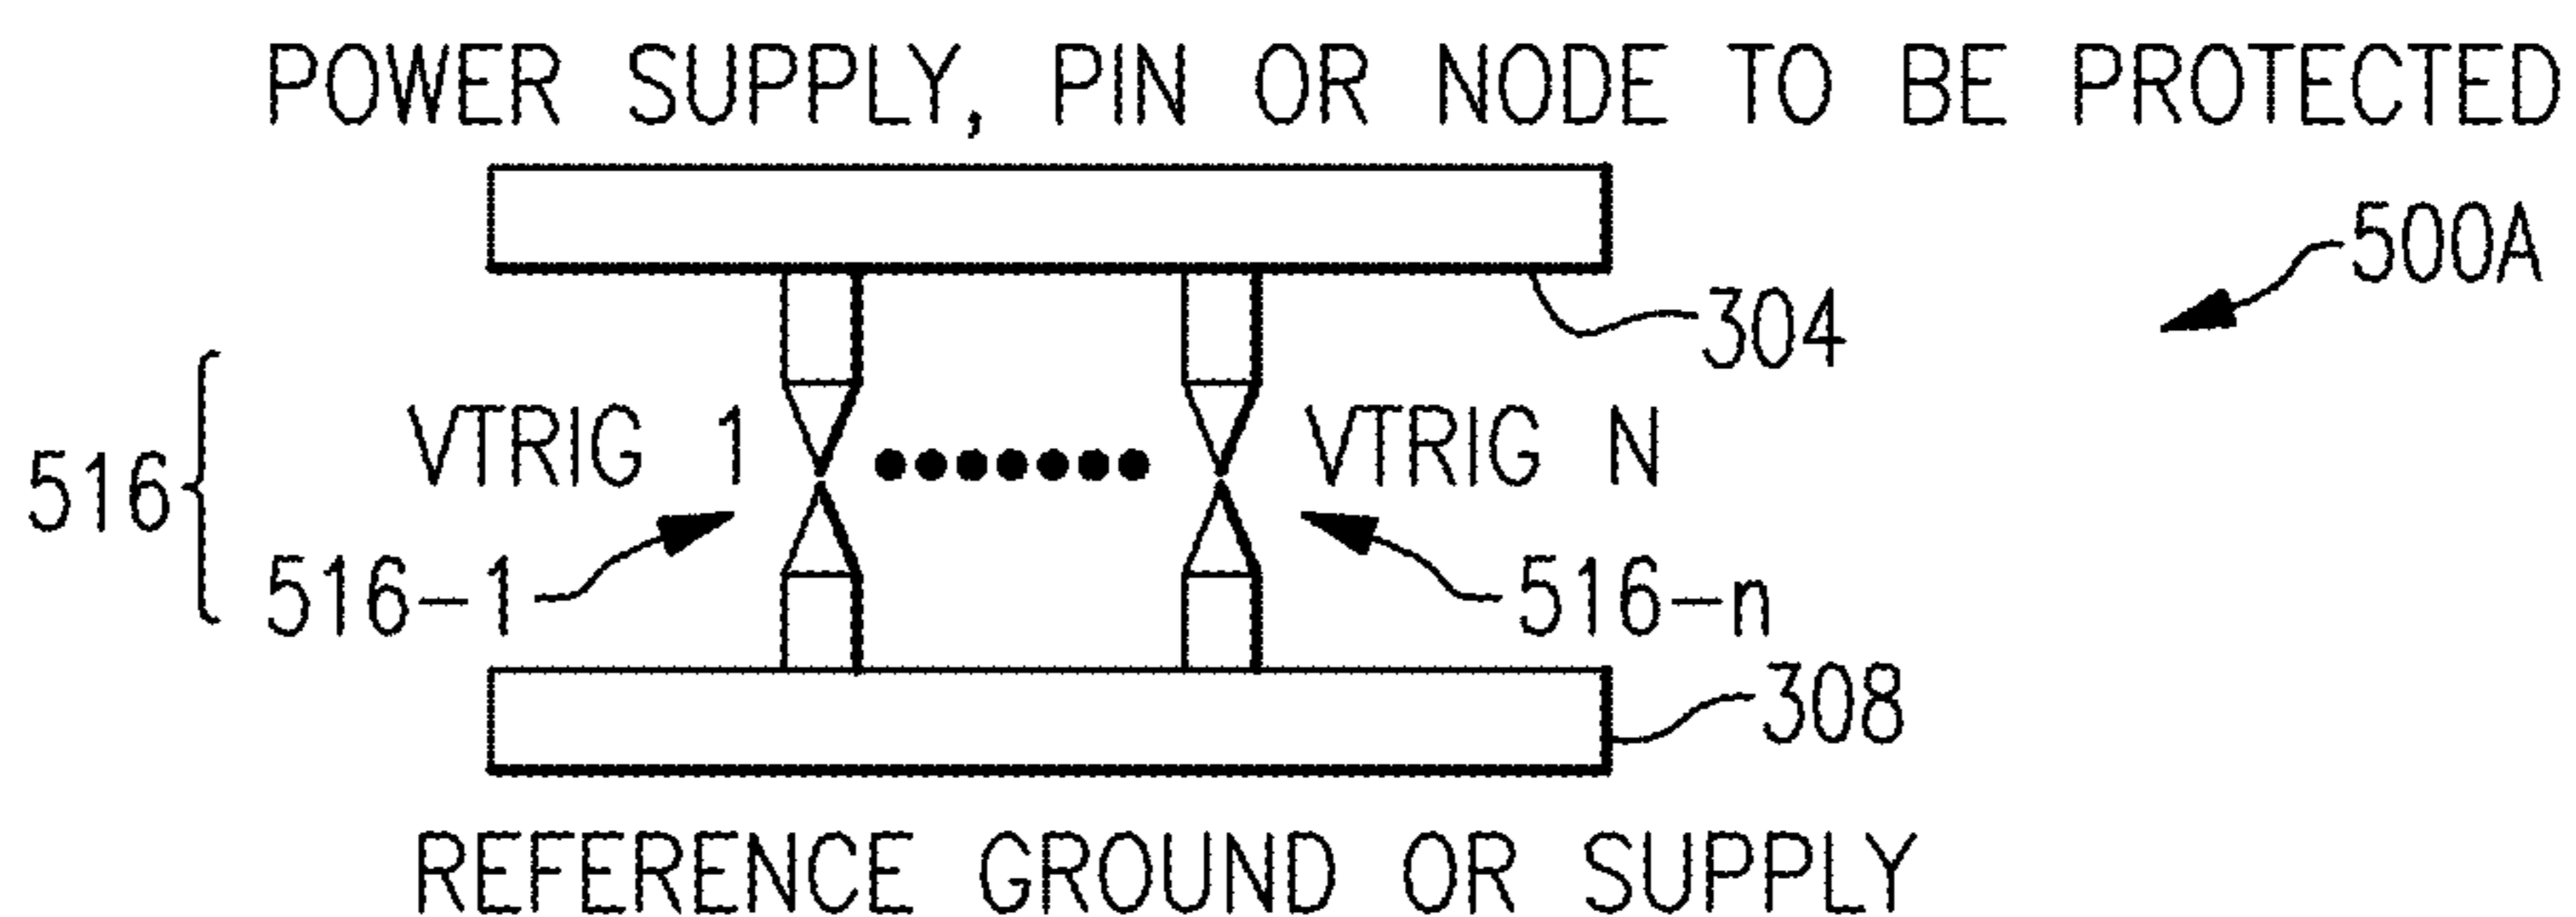 POWER SUPPLY, PIN OR NODE TO BE PROTECTED
500A
304
VTRIG 1
VTRIG N
516
516-1
516-n
308
REFERENCE GROUND OR SUPPLY